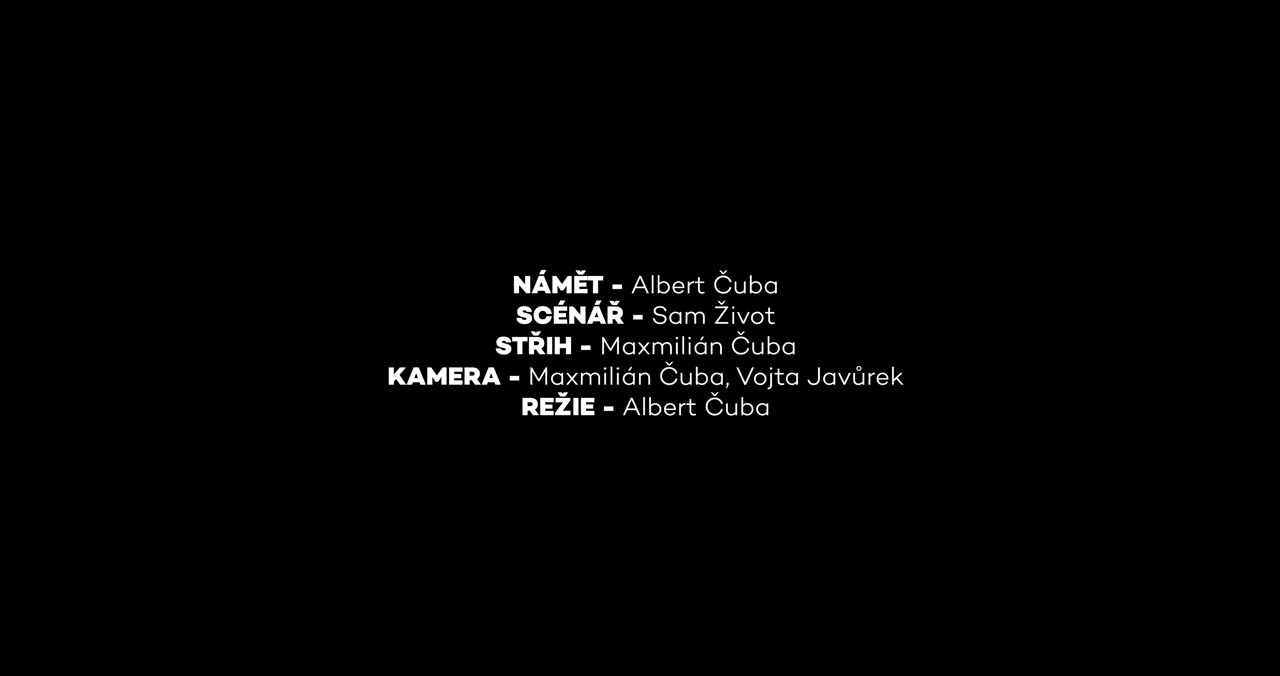 NÁMĚT - Albert Čuba
SCÉNÁŘ - Sam Život
STŘIH - Maxmilián Čuba
KAMERA - Maxmilián Čuba, Vojta Javůrek
REŽIE - Albert Čuba